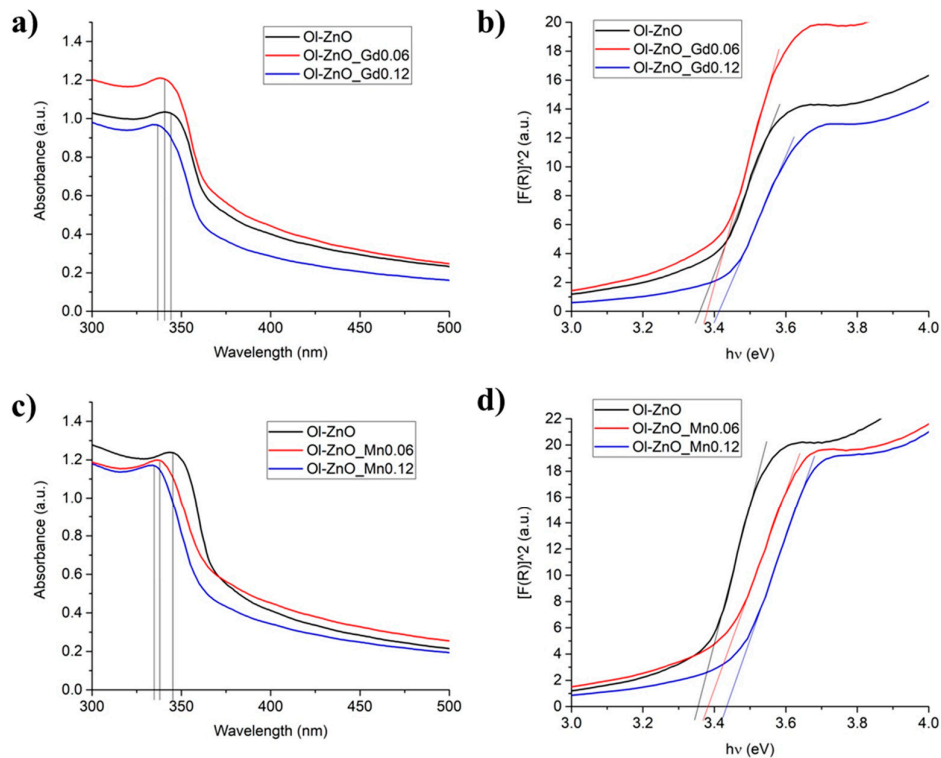 a)
Absorbance (a.u.)
1.4
1.2
1.0
0.8
0.6
0.4
0.2
0.0
300
350
400
450
500
Wavelength (nm)
Ol-ZnO
Ol-ZnO_Gd0.06
Ol-ZnO_Gd0.12
b)
[F(R)]^2 (a.u.)
20
18
16
14
12
10
8
6
4
2
0
3.0
3.2
3.4
3.6
3.8
4.0
hν (eV)
Ol-ZnO
Ol-ZnO_Gd0.06
Ol-ZnO_Gd0.12
c)
Absorbance (a.u.)
1.4
1.2
1.0
0.8
0.6
0.4
0.2
0.0
300
350
400
450
500
Wavelength (nm)
Ol-ZnO
Ol-ZnO_Mn0.06
Ol-ZnO_Mn0.12
d)
[F(R)]^2 (a.u.)
22
20
18
16
14
12
10
8
6
4
2
0
3.0
3.2
3.4
3.6
3.8
4.0
hν (eV)
Ol-ZnO
Ol-ZnO_Mn0.06
Ol-ZnO_Mn0.12